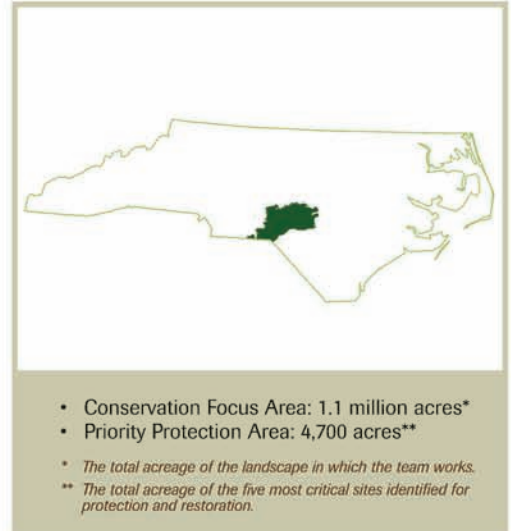 • Conservation Focus Area: 1.1 million acres*
• Priority Protection Area: 4,700 acres**
* The total acreage of the landscape in which the team works.
** The total acreage of the five most critical sites identified for
protection and restoration.